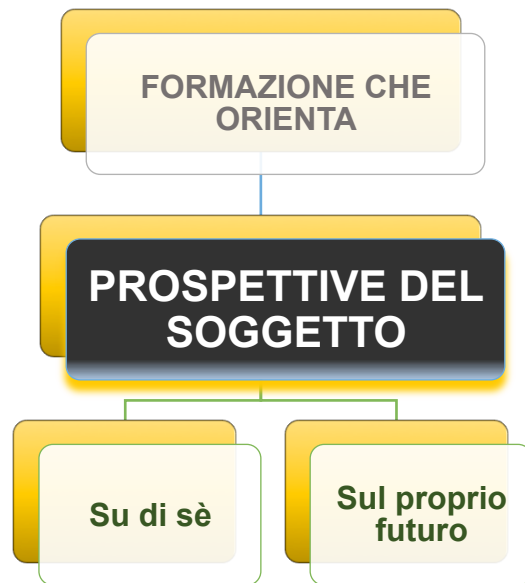 FORMAZIONE CHE
ORIENTA
PROSPETTIVE DEL
SOGGETTO
Su di sè
Sul proprio
futuro